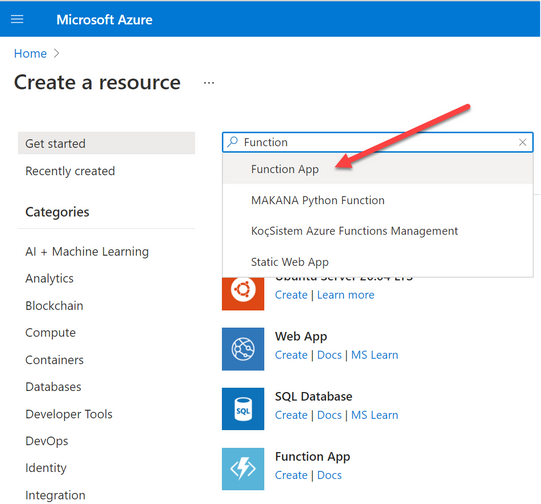 Microsoft Azure
Home >
Create a resource ...
Get started
Recently created
Categories
AI + Machine Learning
Analytics
Blockchain
Compute
Containers
Databases
Developer Tools
DevOps
Identity
Integration
Function
Function App
MAKANA Python Function
KoçSistem Azure Functions Management
Static Web App
Ubuntu Server 20.04 LTS
Create | Learn more
Web App
Create | Docs | MS Learn
SQL
SQL Database
Create | Docs | MS Learn
Function App
Create | Docs